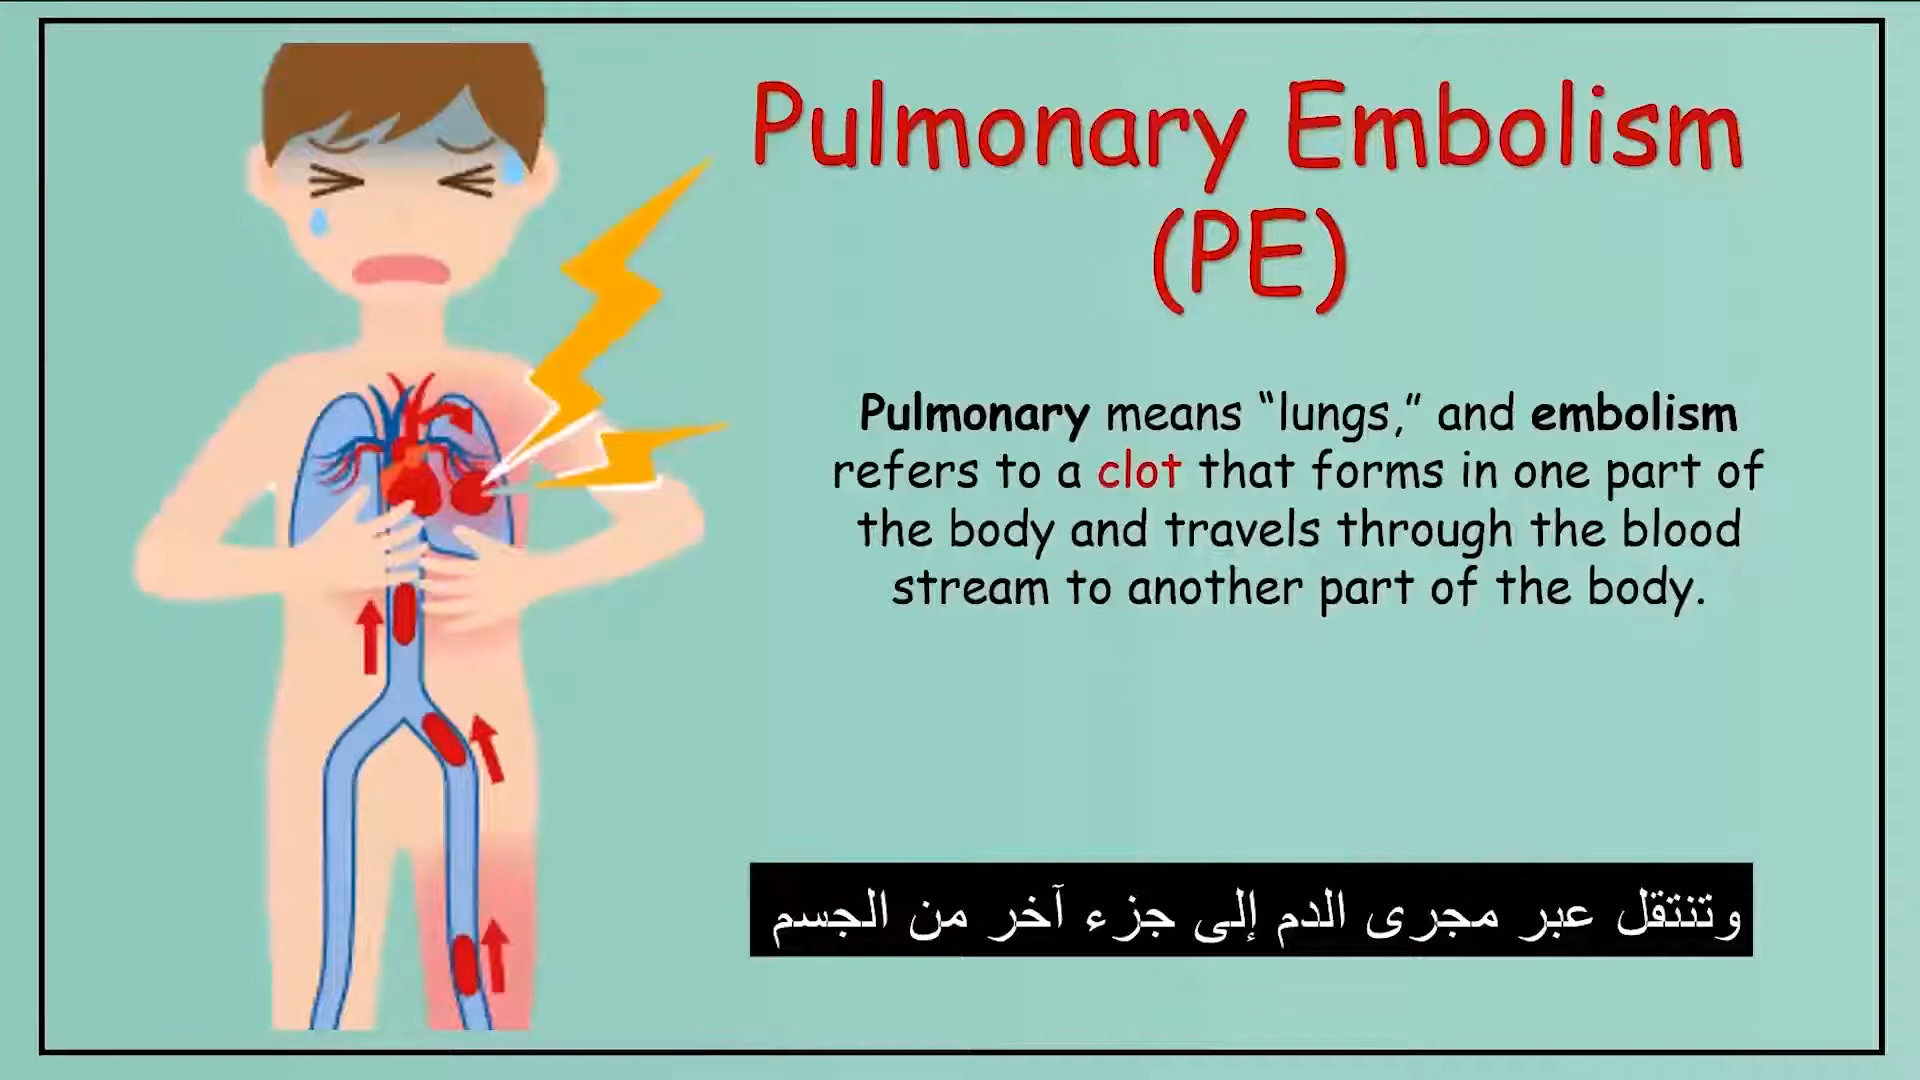 Pulmonary Embolism
(PE)
Pulmonary means “lungs,” and embolism
refers to a clot that forms in one part of
the body and travels through the blood
stream to another part of the body.
وتنتقل عبر مجرى الدم إلى جزء آخر من الجسم